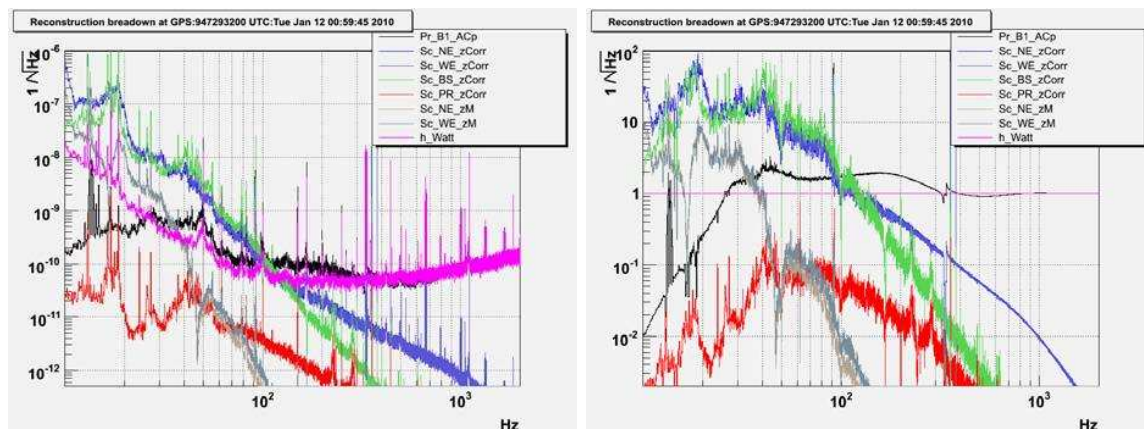 Reconstruction breadown at GPS:947293200 UTC:Tue Jan 12 00:59:45 2010
1/√Hz
10⁻⁶
10⁻⁷
10⁻⁸
10⁻⁹
10⁻¹⁰
10⁻¹¹
10⁻¹²
Pr_B1_ACp
Sc_NE_zCorr
Sc_WE_zCorr
Sc_BS_zCorr
Sc_PR_zCorr
Sc_NE_zM
Sc_WE_zM
h_Watt
10²
10³
Hz
Reconstruction breadown at GPS:947293200 UTC:Tue Jan 12 00:59:45 2010
1/√Hz
10²
10
1
10⁻¹
10⁻²
Pr_B1_ACp
Sc_NE_zCorr
Sc_WE_zCorr
Sc_BS_zCorr
Sc_PR_zCorr
Sc_NE_zM
Sc_WE_zM
h_Watt
10²
10³
Hz